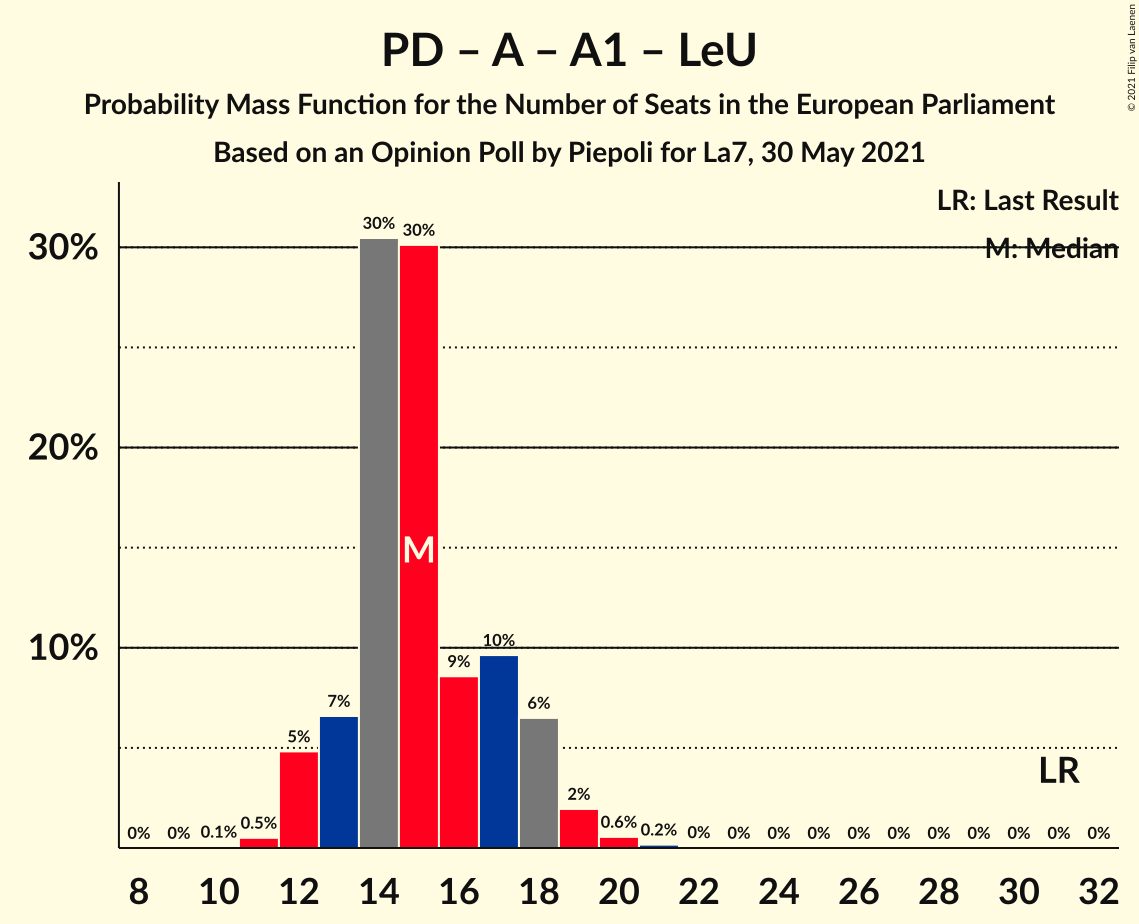 PD – A – A1 – LeU
Probability Mass Function for the Number of Seats in the European Parliament
Based on an Opinion Poll by Piepoli for La7, 30 May 2021
© 2021 Filip van Laenen
LR: Last Result
M: Median
30%
20%
10%
0% 0% 0.1% 0.5% 5% 7% 30% 30% 9% 10% 6% 2% 0.6% 0.2% 0% 0% 0% 0% 0% 0% 0% 0% 0% 0% 0%
M
LR
8 10 12 14 16 18 20 22 24 26 28 30 32